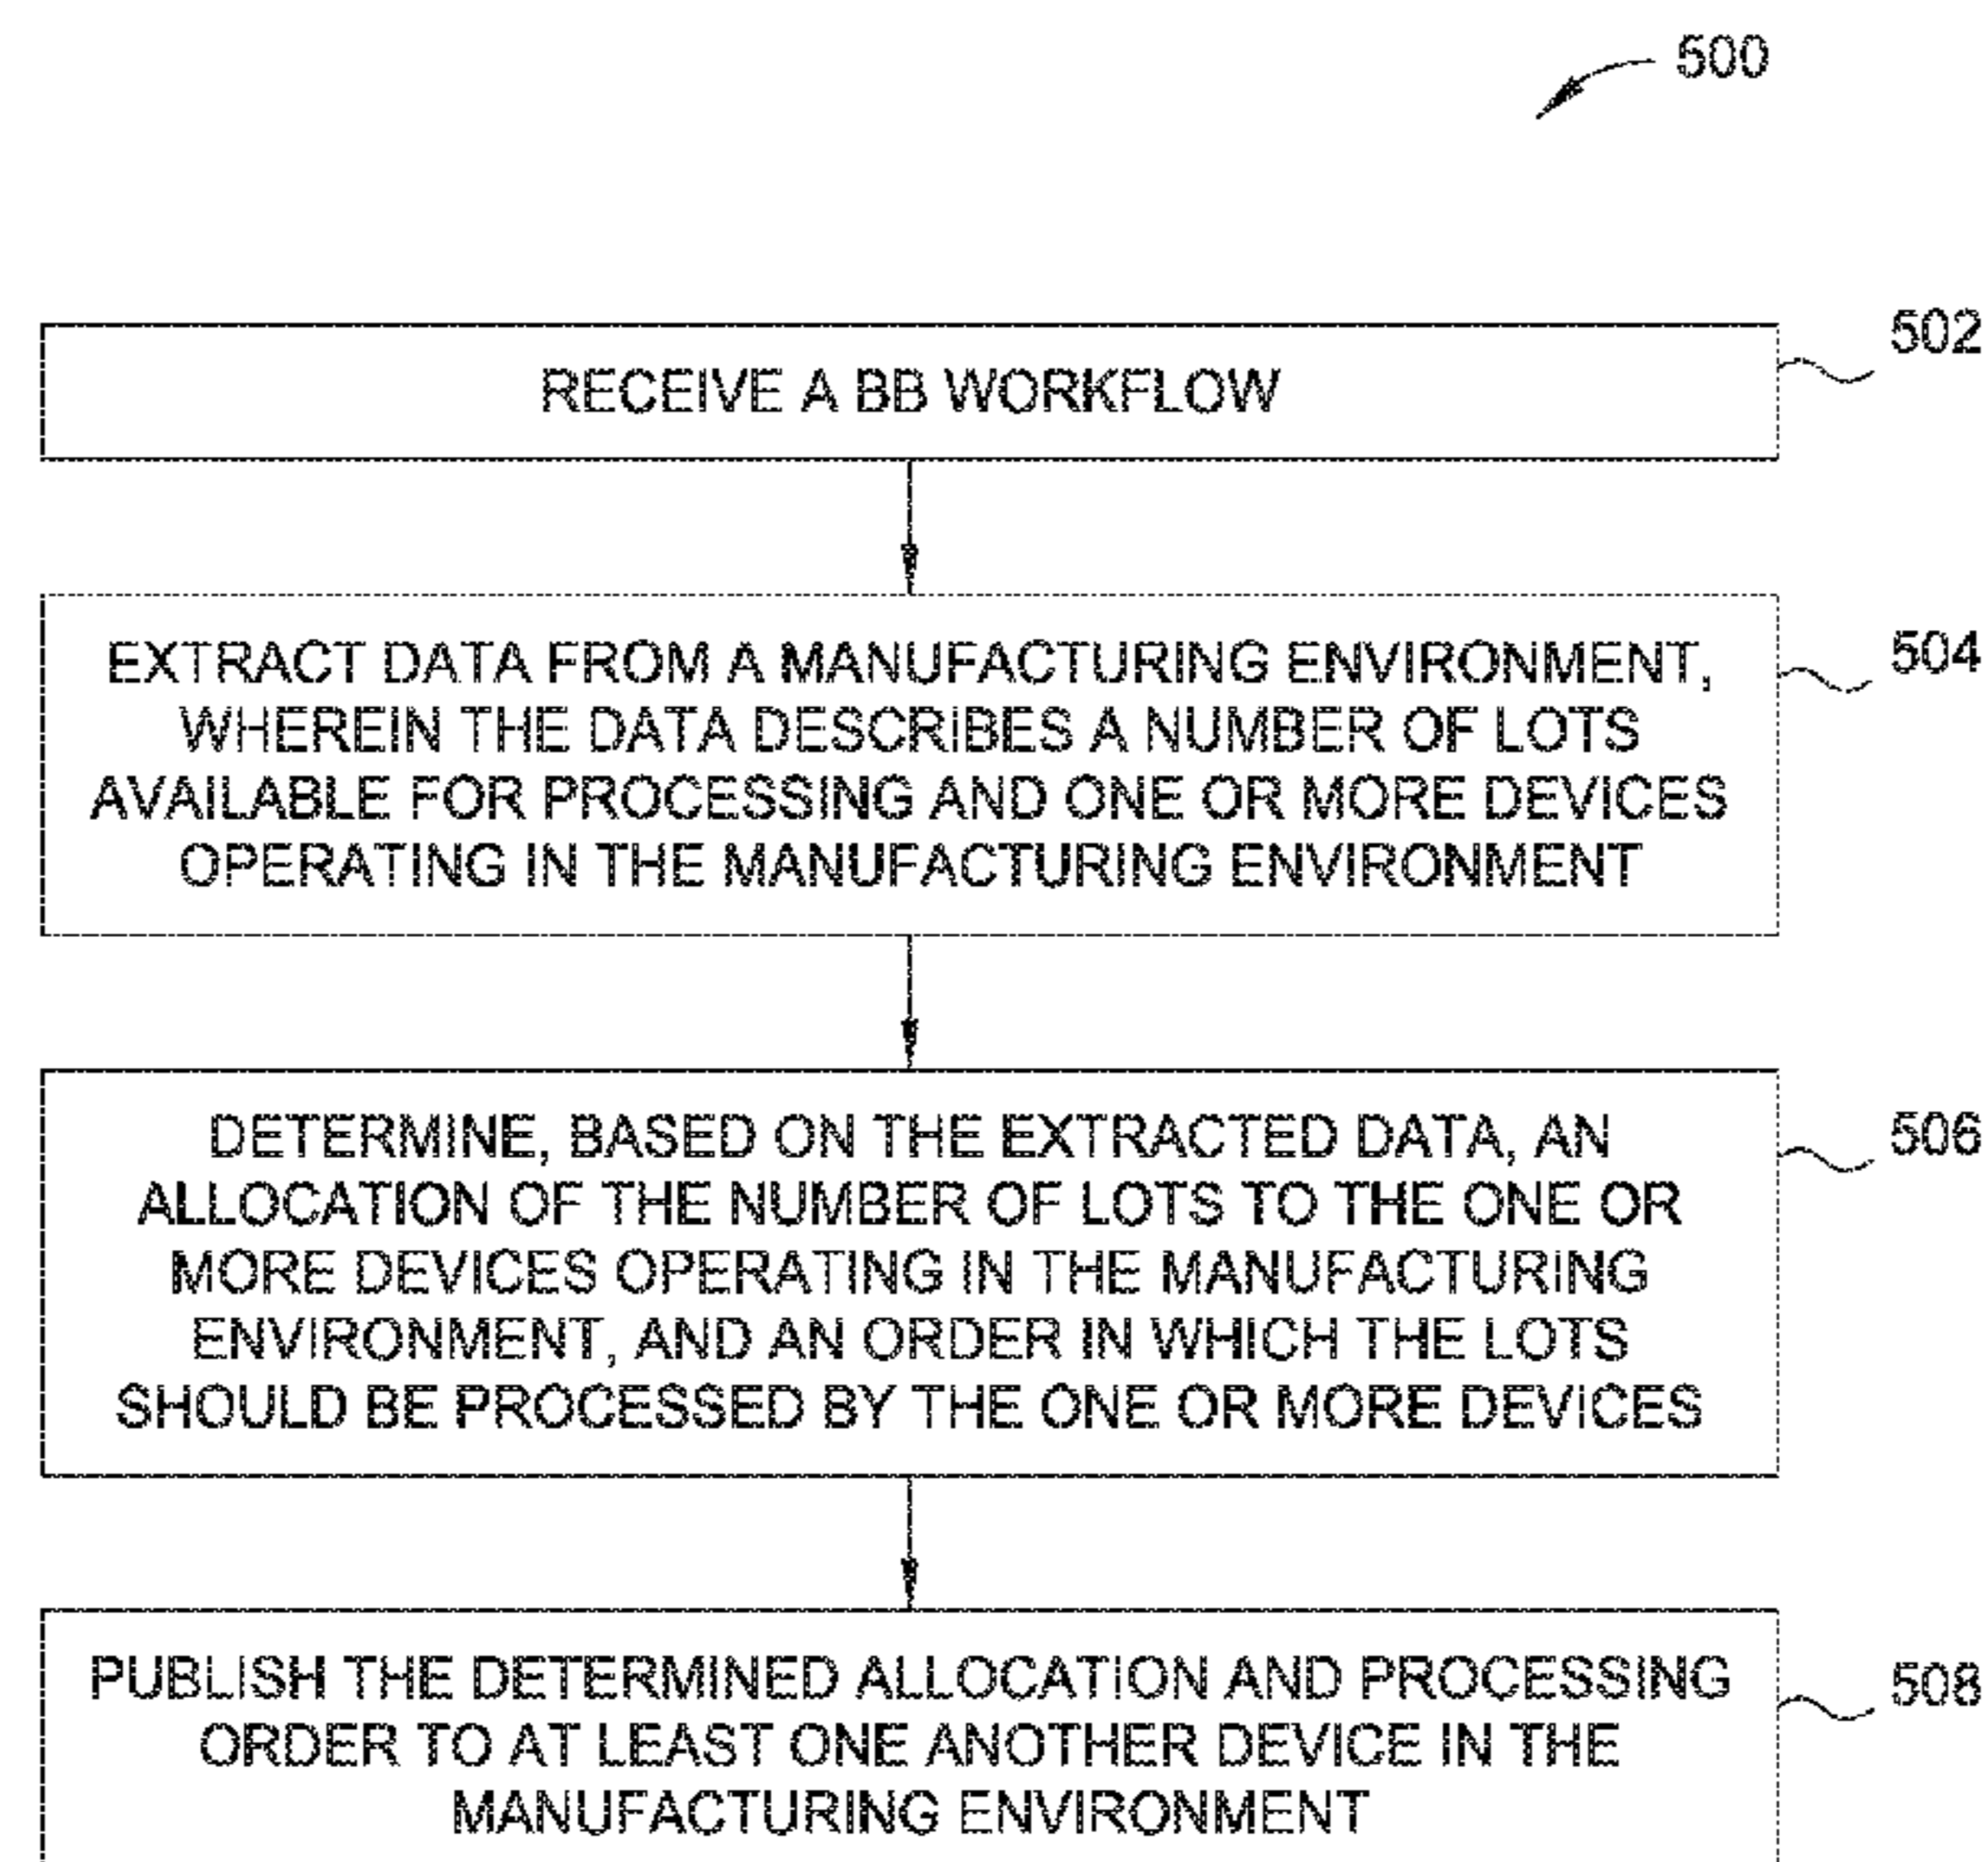 500
RECEIVE A BB WORKFLOW
502
EXTRACT DATA FROM A MANUFACTURING ENVIRONMENT,
WHEREIN THE DATA DESCRIBES A NUMBER OF LOTS
AVAILABLE FOR PROCESSING AND ONE OR MORE DEVICES
OPERATING IN THE MANUFACTURING ENVIRONMENT
504
DETERMINE, BASED ON THE EXTRACTED DATA, AN
ALLOCATION OF THE NUMBER OF LOTS TO THE ONE OR
MORE DEVICES OPERATING IN THE MANUFACTURING
ENVIRONMENT, AND AN ORDER IN WHICH THE LOTS
SHOULD BE PROCESSED BY THE ONE OR MORE DEVICES
506
PUBLISH THE DETERMINED ALLOCATION AND PROCESSING
ORDER TO AT LEAST ONE ANOTHER DEVICE IN THE
MANUFACTURING ENVIRONMENT
508